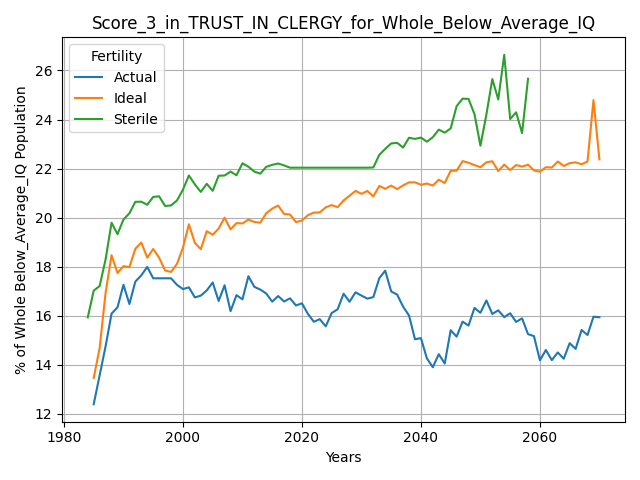 Score_3_in_TRUST_IN_CLERGY_for_Whole_Below_Average_IQ
% of Whole Below_Average_IQ Population
26
24
22
20
18
16
14
12
Fertility
Actual
Ideal
Sterile
1980
2000
2020
2040
2060
Years